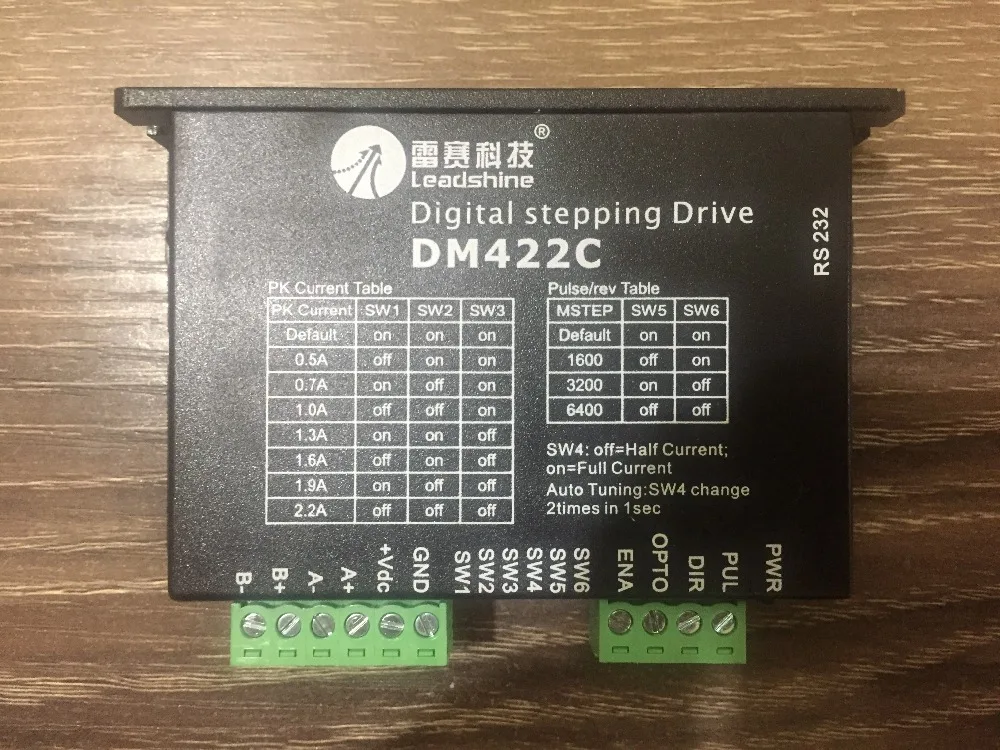 雷赛科技®
Leadshine
Digital stepping Drive
DM422C
RS 232
PK Current Table
PK Current SW1 SW2 SW3
Default on on on
0.5A off on on
0.7A on off on
1.0A off off on
1.3A on on off
1.6A off on off
1.9A on off off
2.2A off off off
Pulse/rev Table
MSTEP SW5 SW6
Default on on
1600 off on
3200 on off
6400 off off
SW4: off=Half Current;
on=Full Current
Auto Tuning:SW4 change
2times in 1sec
B-
B+
A-
A+
+Vdc
GND
SW1
SW2
SW3
SW4
SW5
SW6
ENA
OPTO
DIR
PUL
PWR